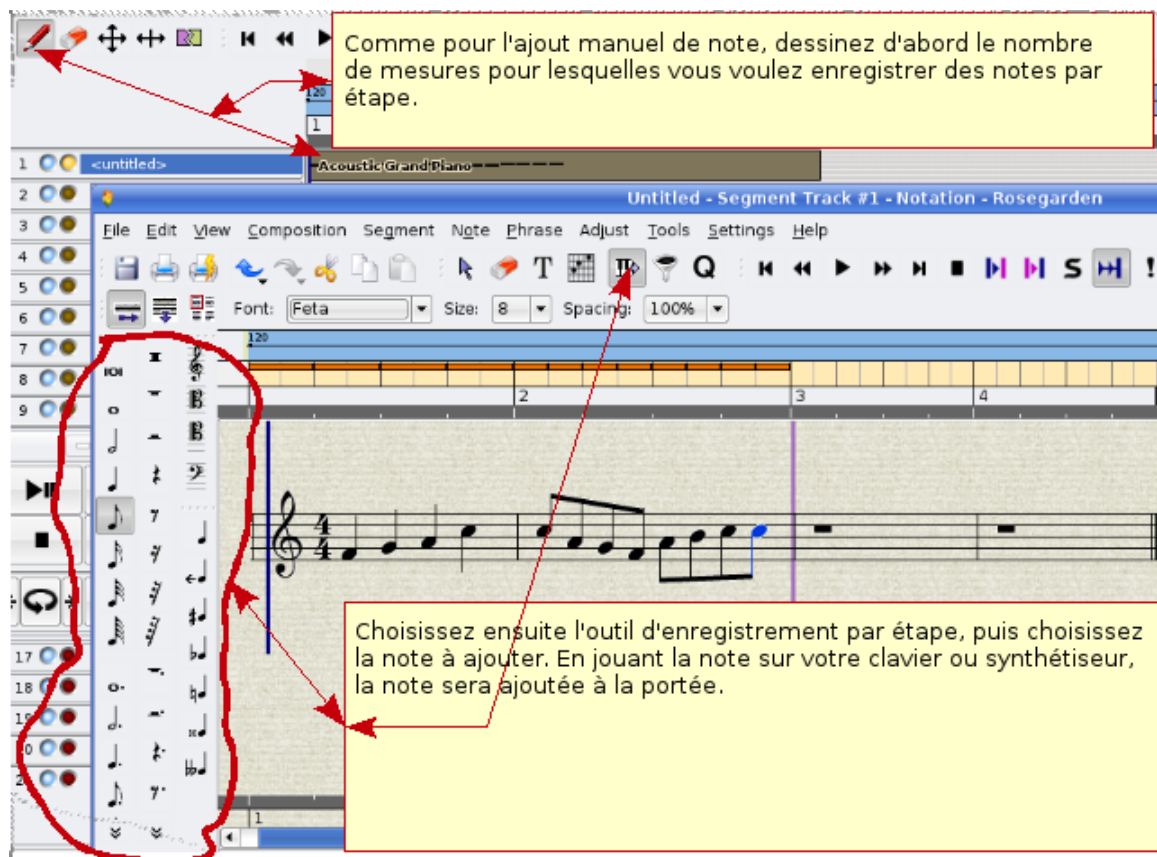 Comme pour l'ajout manuel de note, dessinez d'abord le nombre
de mesures pour lesquelles vous voulez enregistrer des notes par
étape.
120
1
1 <untitled> Acoustic Grand Piano
2 Untitled - Segment Track #1 - Notation - Rosegarden
3 File Edit View Composition Segment Note Phrase Adjust Tools Settings Help
4 T Q S !
5
6 Font: Feta Size: 8 Spacing: 100%
7 120
8
9 2 3 4
4
4
Choisissez ensuite l'outil d'enregistrement par étape, puis choisissez
la note à ajouter. En jouant la note sur votre clavier ou synthétiseur,
la note sera ajoutée à la portée.
17
18
1